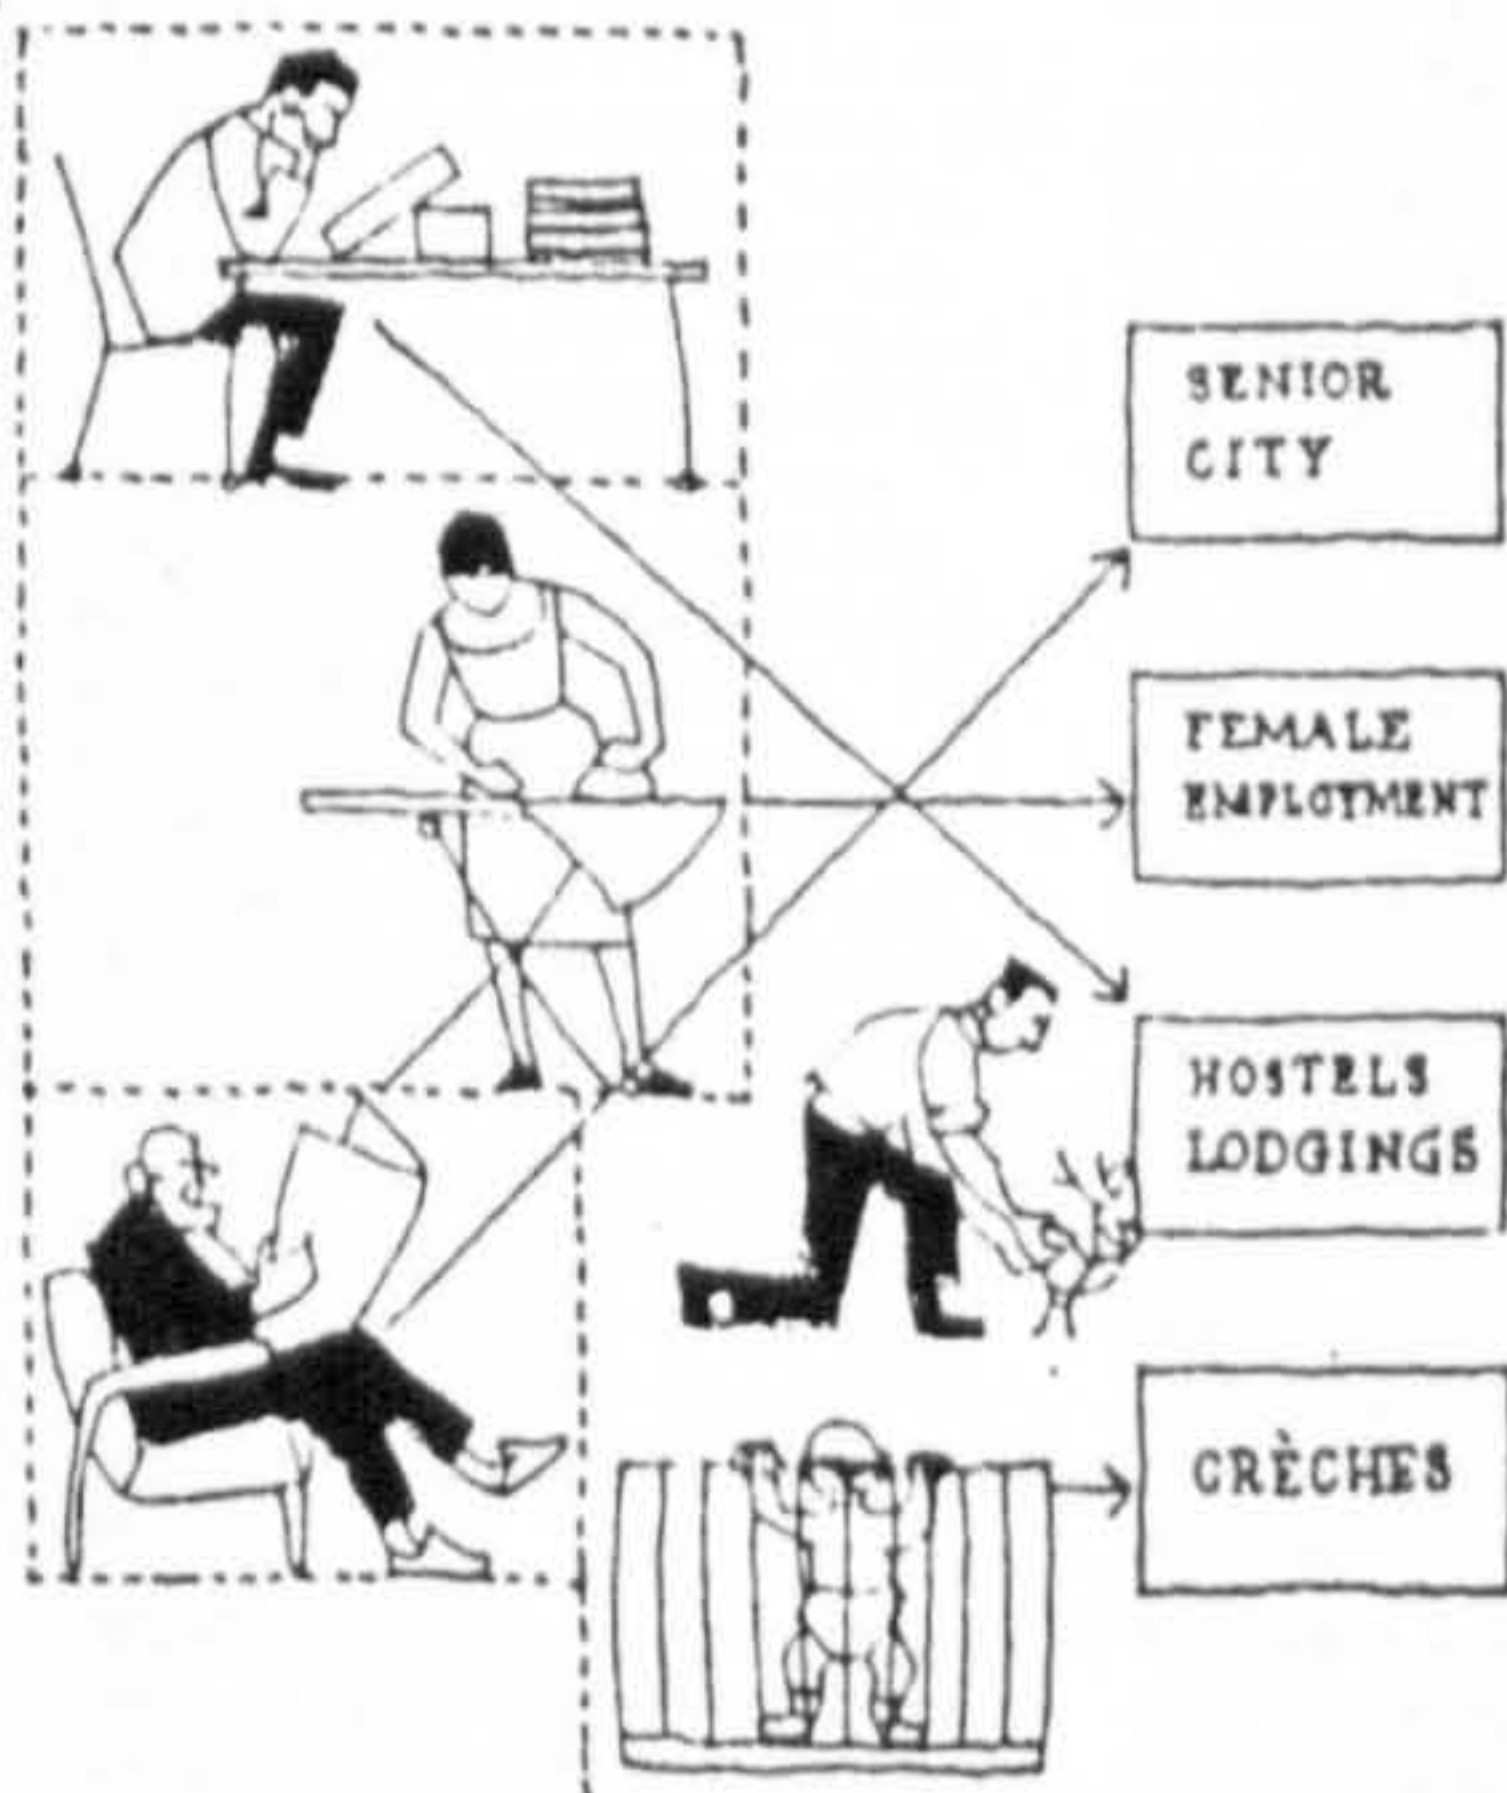 SENIOR
CITY
FEMALE
EMPLOYMENT
HOSTELS
LODGINGS
CRÈCHES